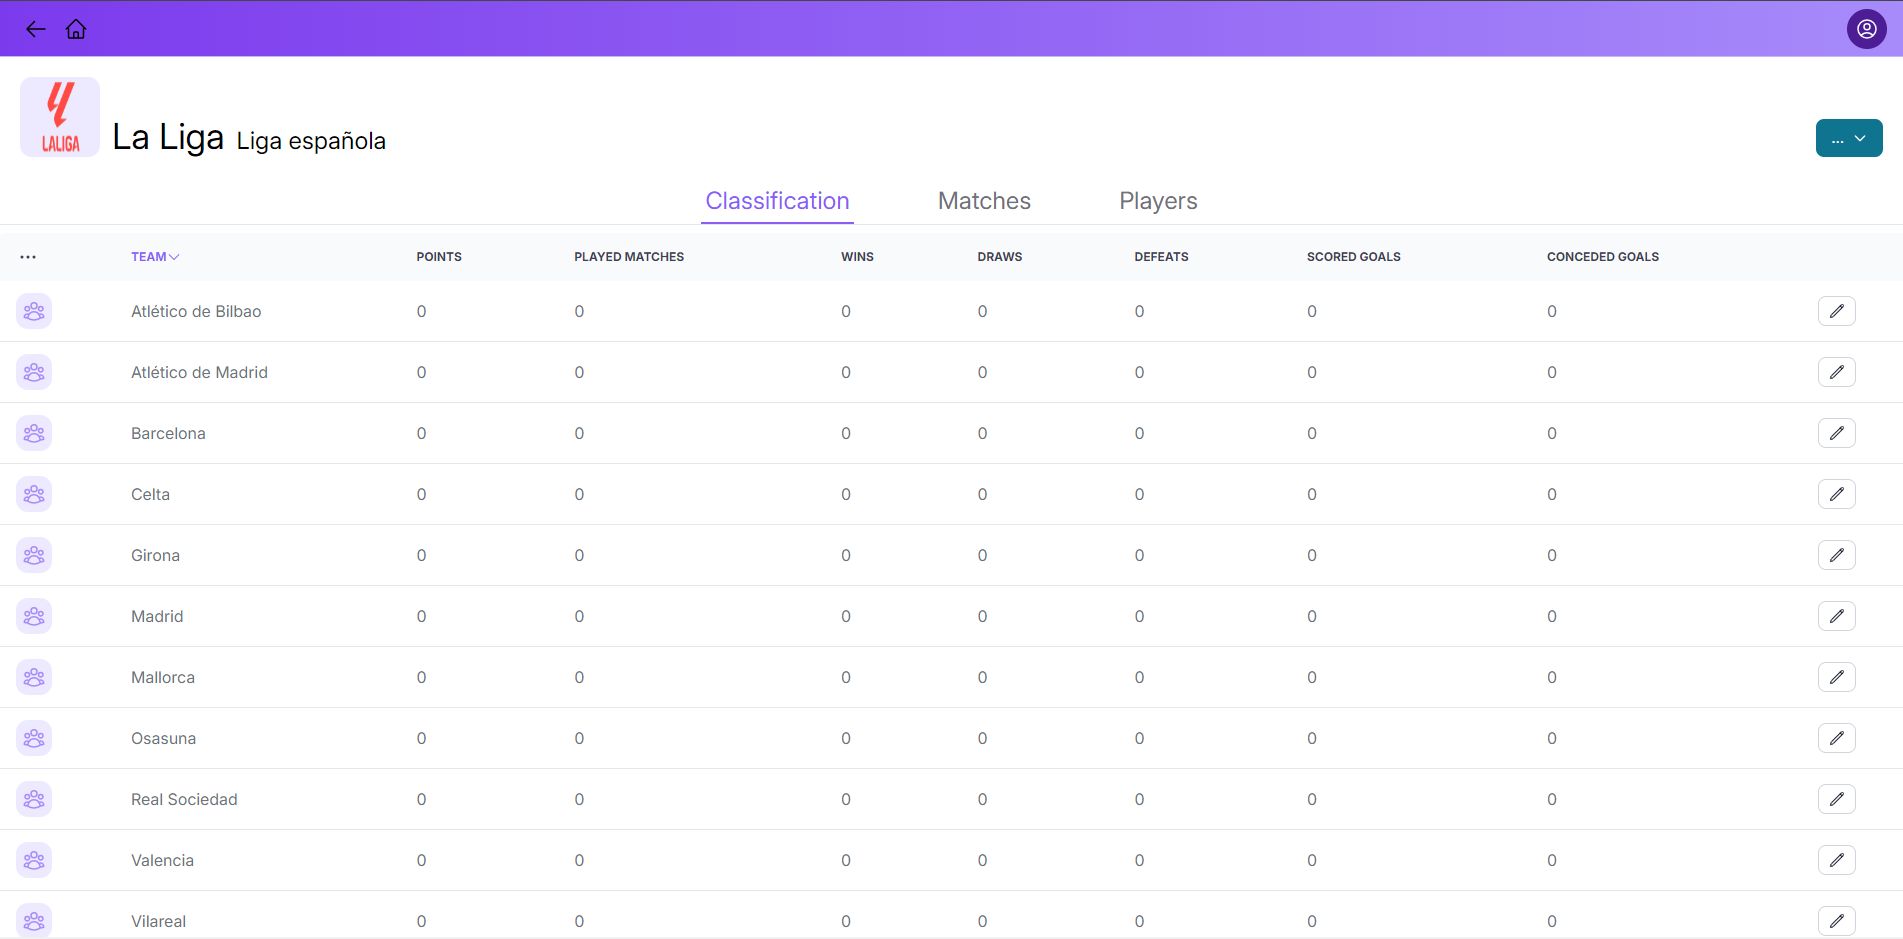 LALIGA
La Liga Liga española
...
Classification Matches Players
... TEAM POINTS PLAYED MATCHES WINS DRAWS DEFEATS SCORED GOALS CONCEDED GOALS
Atlético de Bilbao 0 0 0 0 0 0 0
Atlético de Madrid 0 0 0 0 0 0 0
Barcelona 0 0 0 0 0 0 0
Celta 0 0 0 0 0 0 0
Girona 0 0 0 0 0 0 0
Madrid 0 0 0 0 0 0 0
Mallorca 0 0 0 0 0 0 0
Osasuna 0 0 0 0 0 0 0
Real Sociedad 0 0 0 0 0 0 0
Valencia 0 0 0 0 0 0 0
Vilareal 0 0 0 0 0 0 0